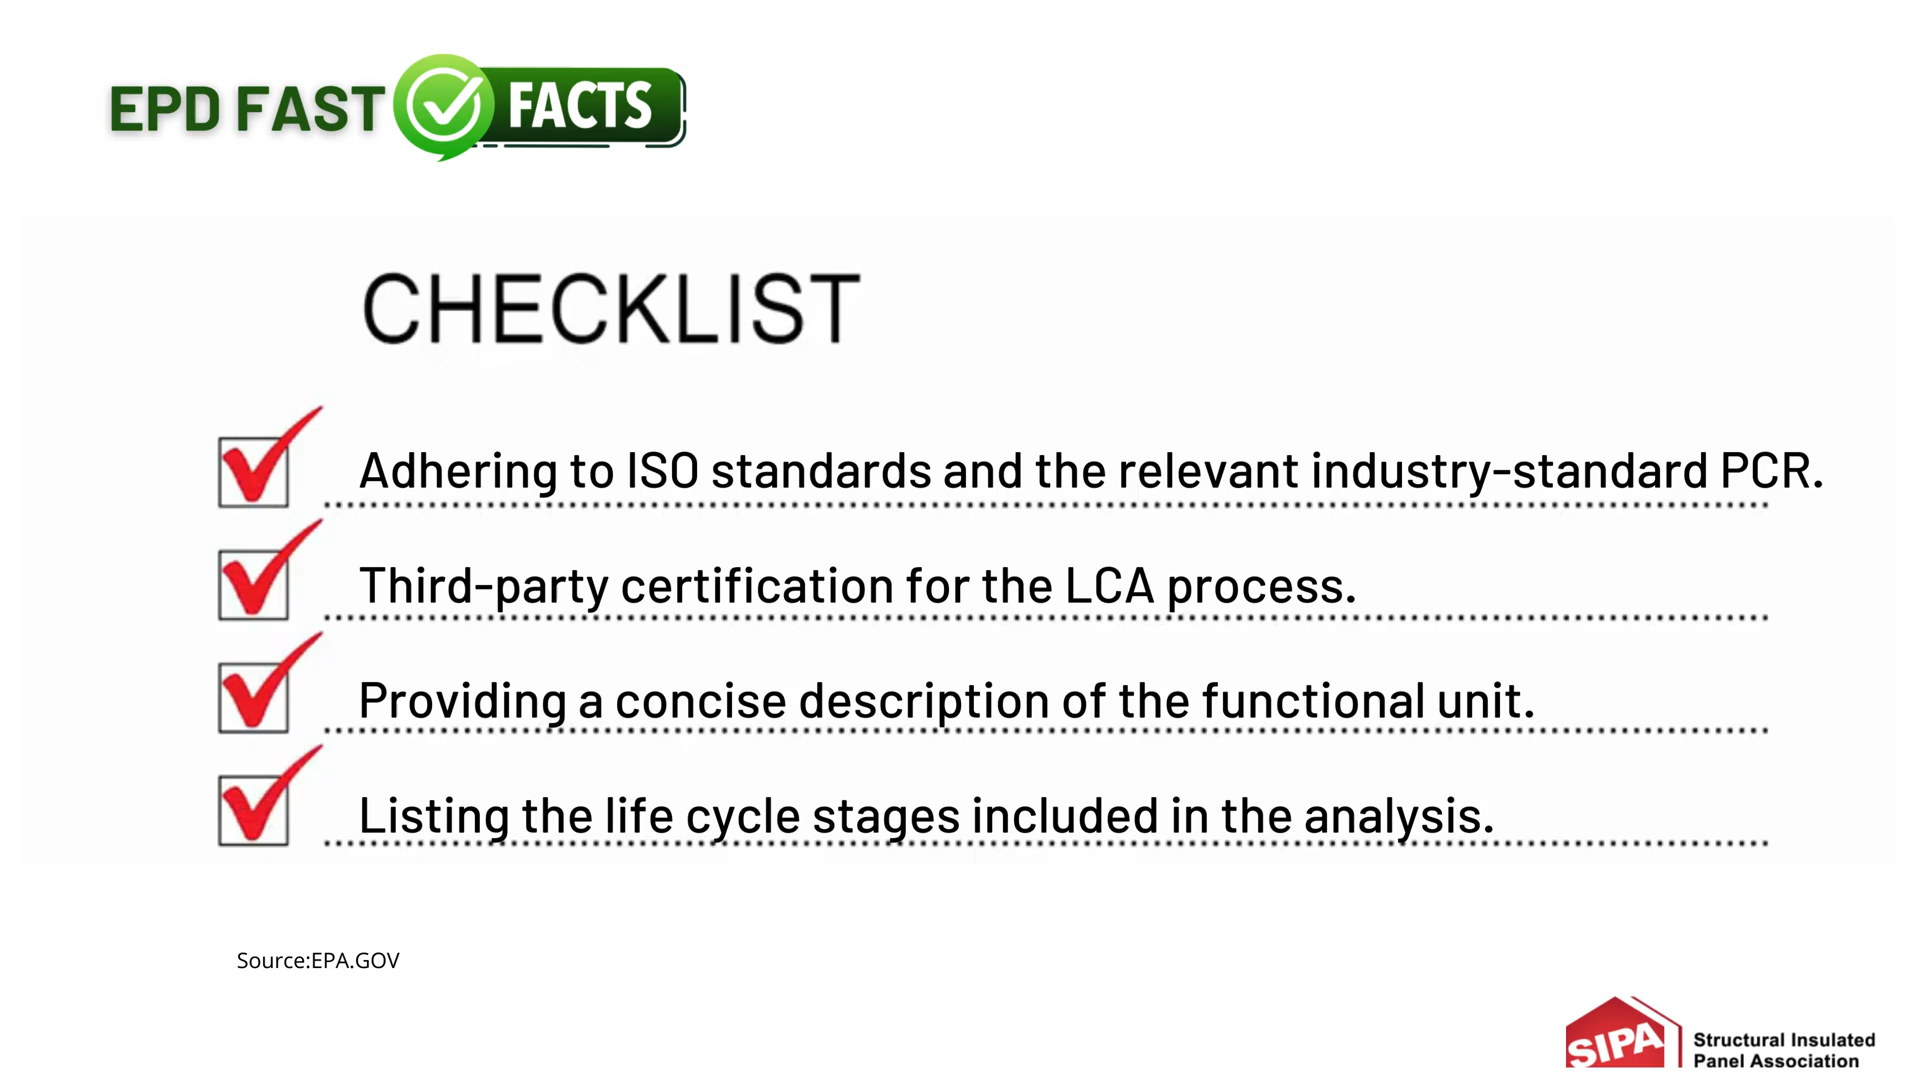 EPD FAST FACTS
CHECKLIST
Adhering to ISO standards and the relevant industry-standard PCR.
Third-party certification for the LCA process.
Providing a concise description of the functional unit.
Listing the life cycle stages included in the analysis.
Source:EPA.GOV
SIPA
Structural Insulated
Panel Association